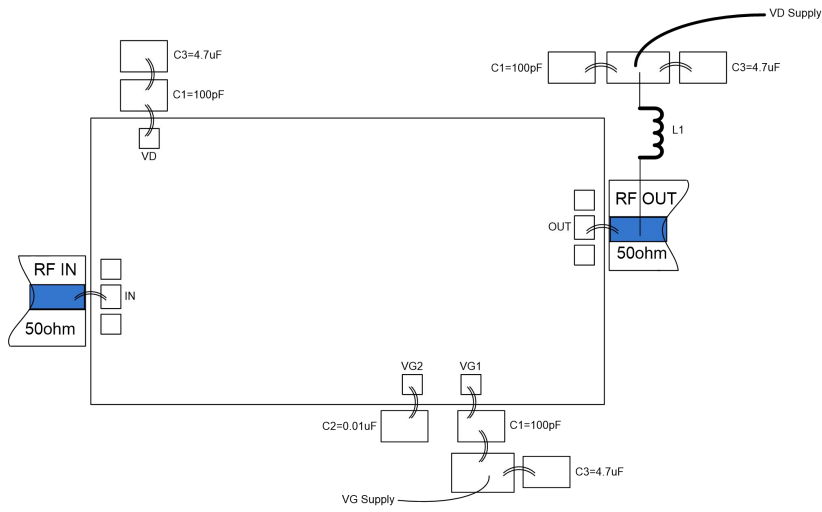 VD Supply
C3=4.7uF
C1=100pF
C3=4.7uF
C1=100pF
L1
VD
RF OUT
OUT
50ohm
RF IN
IN
50ohm
VG2
VG1
C2=0.01uF
C1=100pF
C3=4.7uF
VG Supply